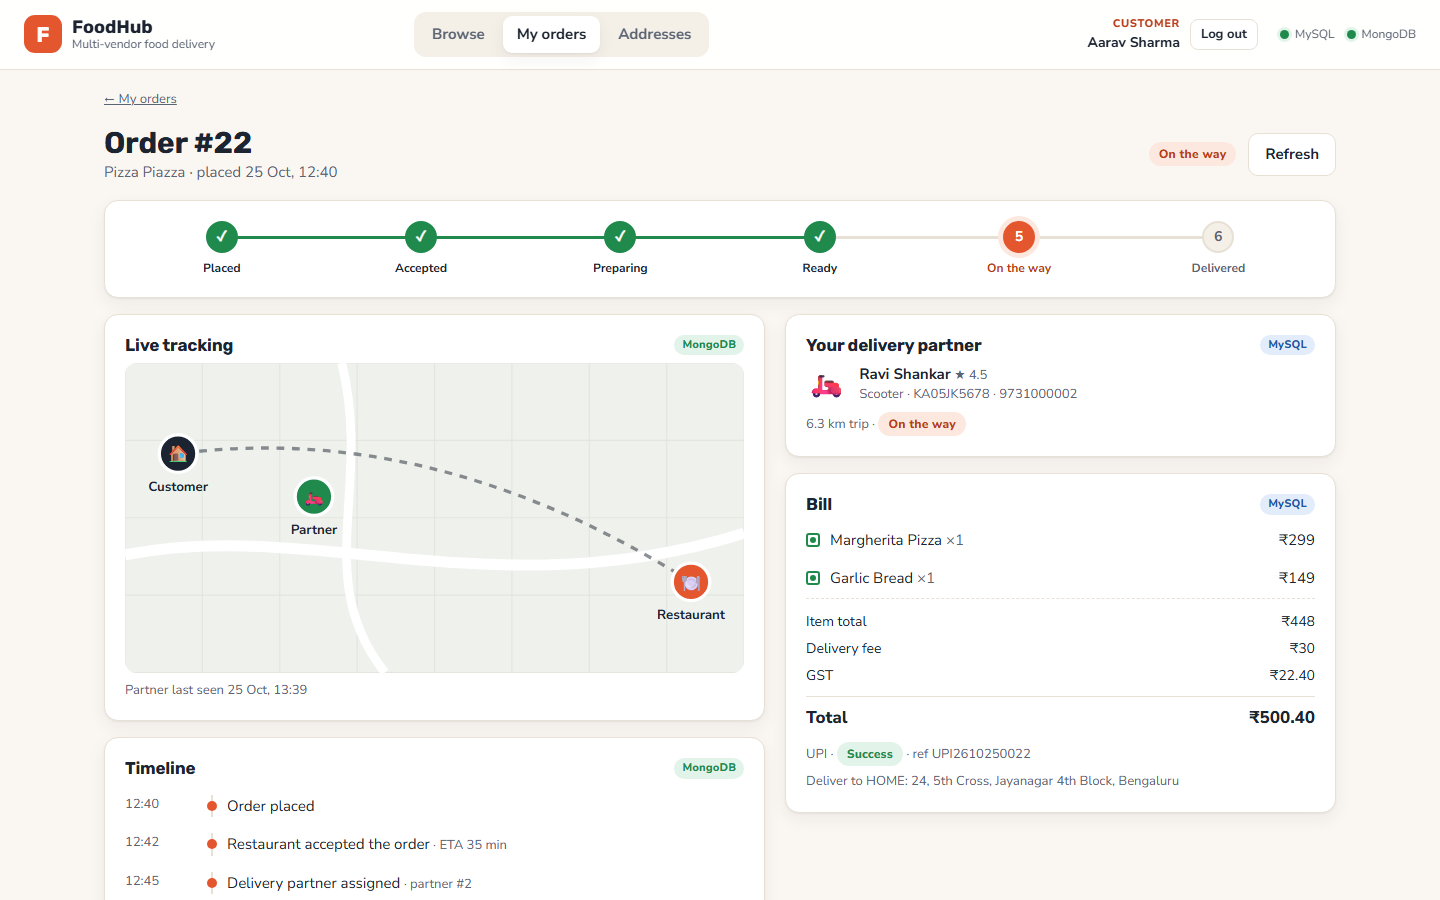 F
FoodHub
Multi-vendor food delivery
Browse
My orders
Addresses
CUSTOMER
Aarav Sharma
Log out
MySQL
MongoDB
← My orders
Order #22
Pizza Piazza · placed 25 Oct, 12:40
On the way
Refresh
✓ ✓ ✓ ✓ 5 6
Placed Accepted Preparing Ready On the way Delivered
Live tracking
MongoDB
Customer
Partner
Restaurant
Partner last seen 25 Oct, 13:39
Timeline
MongoDB
12:40 Order placed
12:42 Restaurant accepted the order · ETA 35 min
12:45 Delivery partner assigned · partner #2
Your delivery partner
MySQL
Ravi Shankar ★ 4.5
Scooter · KA05JK5678 · 9731000002
6.3 km trip · On the way
Bill
MySQL
Margherita Pizza ×1 ₹299
Garlic Bread ×1 ₹149
Item total ₹448
Delivery fee ₹30
GST ₹22.40
Total ₹500.40
UPI · Success · ref UPI2610250022
Deliver to HOME: 24, 5th Cross, Jayanagar 4th Block, Bengaluru